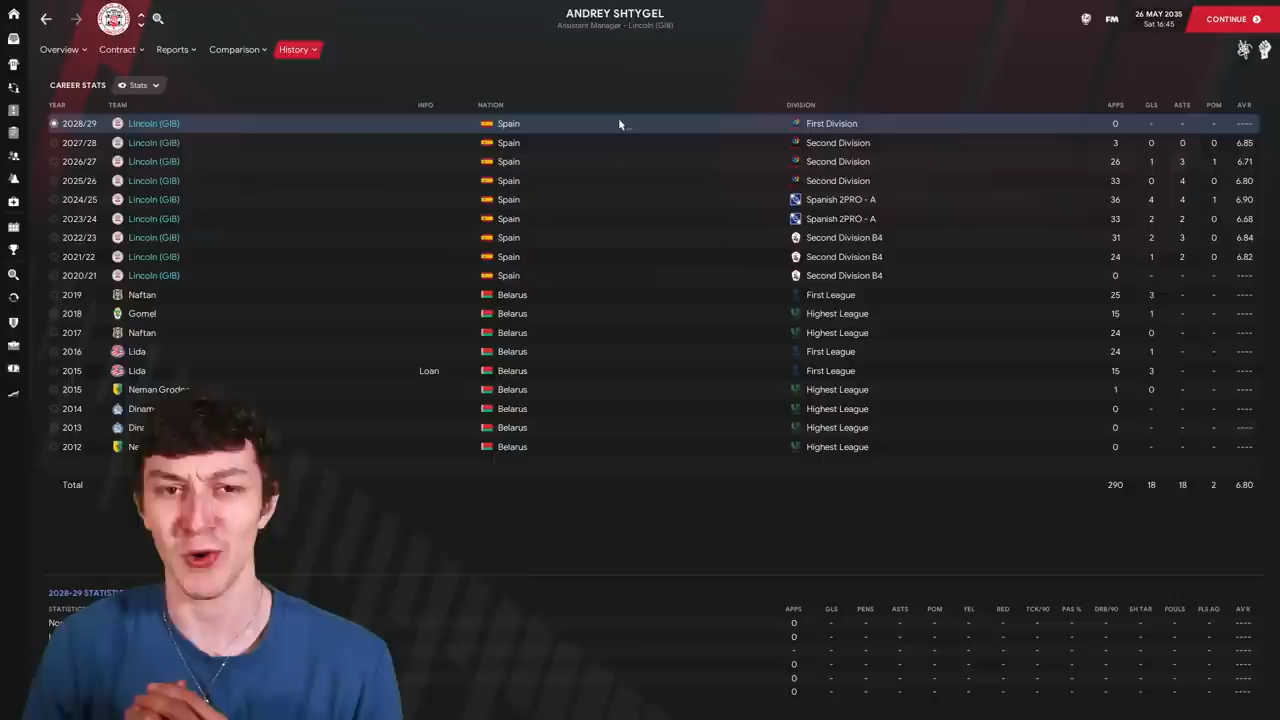 ANDREY SHTYGEL
Assistant Manager - Lincoln (GIB)
FM
26 MAY 2035
Sat 16:45
CONTINUE
Overview Contract Reports Comparison History
CAREER STATS Stats
YEAR TEAM INFO NATION DIVISION APPS GLS ASTS POM AV R
2028/29 Lincoln (GIB) Spain First Division 0 - - - ----
2027/28 Lincoln (GIB) Spain Second Division 3 0 0 0 6.85
2026/27 Lincoln (GIB) Spain Second Division 26 1 3 1 6.71
2025/26 Lincoln (GIB) Spain Second Division 33 0 4 0 6.80
2024/25 Lincoln (GIB) Spain Spanish 2PRO - A 36 4 4 1 6.90
2023/24 Lincoln (GIB) Spain Spanish 2PRO - A 33 2 2 0 6.68
2022/23 Lincoln (GIB) Spain Second Division B4 31 2 3 0 6.84
2021/22 Lincoln (GIB) Spain Second Division B4 24 1 2 0 6.82
2020/21 Lincoln (GIB) Spain Second Division B4 0 - - - ----
2019 Naftan Belarus First League 25 3 - - ----
2018 Gomel Belarus Highest League 15 1 - - ----
2017 Naftan Belarus Highest League 24 0 - - ----
2016 Lida Belarus First League 24 1 - - ----
2015 Lida Loan Belarus First League 15 3 - - ----
2015 Neman Grodno Belarus Highest League 1 0 - - ----
2014 Dinam Belarus Highest League 0 - - - ----
2013 Dina Belarus Highest League 0 - - - ----
2012 Ne Belarus Highest League 0 - - - ----
Total 290 18 18 2 6.80
2028-29 STATISTI
STATISTI APPS GLS PENS ASTS POM YEL RED TCK/90 PAS % DRB/90 SH TAR FOULS FLS AG AV R
No 0 - - - - - - - - - - - - ----
0 - - - - - - - - - - - - ----
- - - - - - - - - - - - - ----
0 - - - - - - - - - - - - ----
0 - - - - - - - - - - - - ----
0 - - - - - - - - - - - - ----